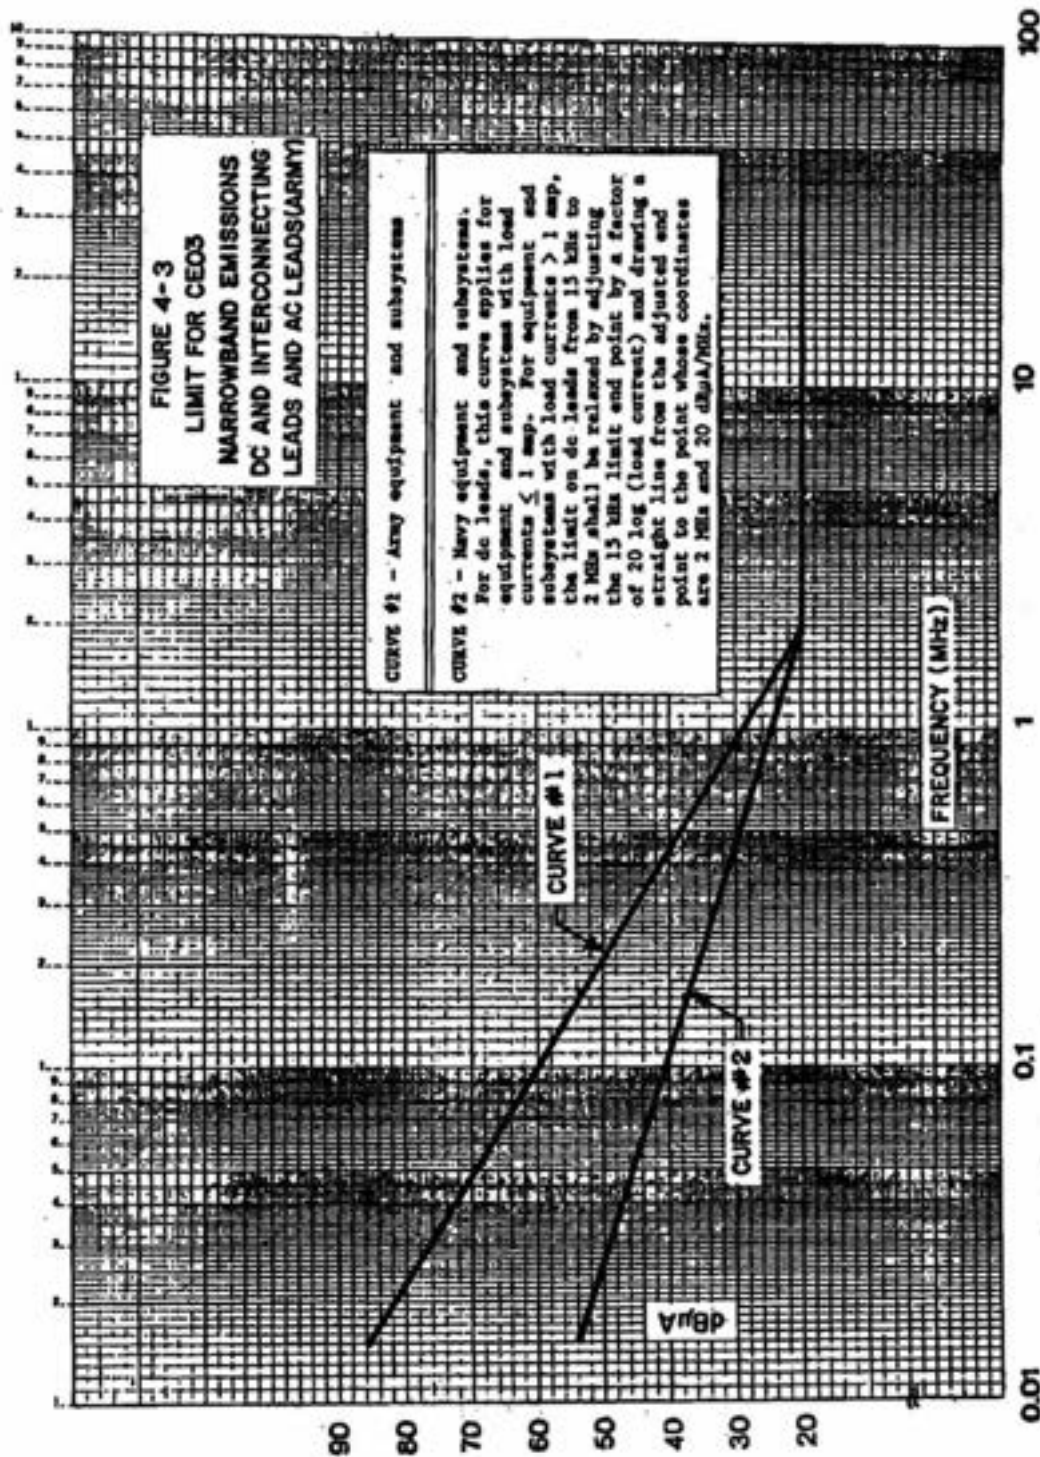 FIGURE 4-3
LIMIT FOR CE03
NARROWBAND EMISSIONS
DC AND INTERCONNECTING
LEADS AND AC LEADS(ARMY)
CURVE #1 - Army equipment and subsystems
CURVE #2 - Navy equipment and subsystems.
For dc leads, this curve applies for
equipment and subsystems with load
currents ≤ 1 amp. For equipment and
subsystems with load currents > 1 amp,
the limit on dc leads from 15 kHz to
2 MHz shall be relaxed by adjusting
the 15 kHz limit end point by a factor
of 20 log (load current) and drawing a
straight line from the adjusted end
point to the point whose coordinates
are 2 MHz and 20 dBμA/MHz.
CURVE #1
CURVE #2
dBμA
90
80
70
60
50
40
30
20
FREQUENCY (MHz)
0.01
0.1
1
10
100